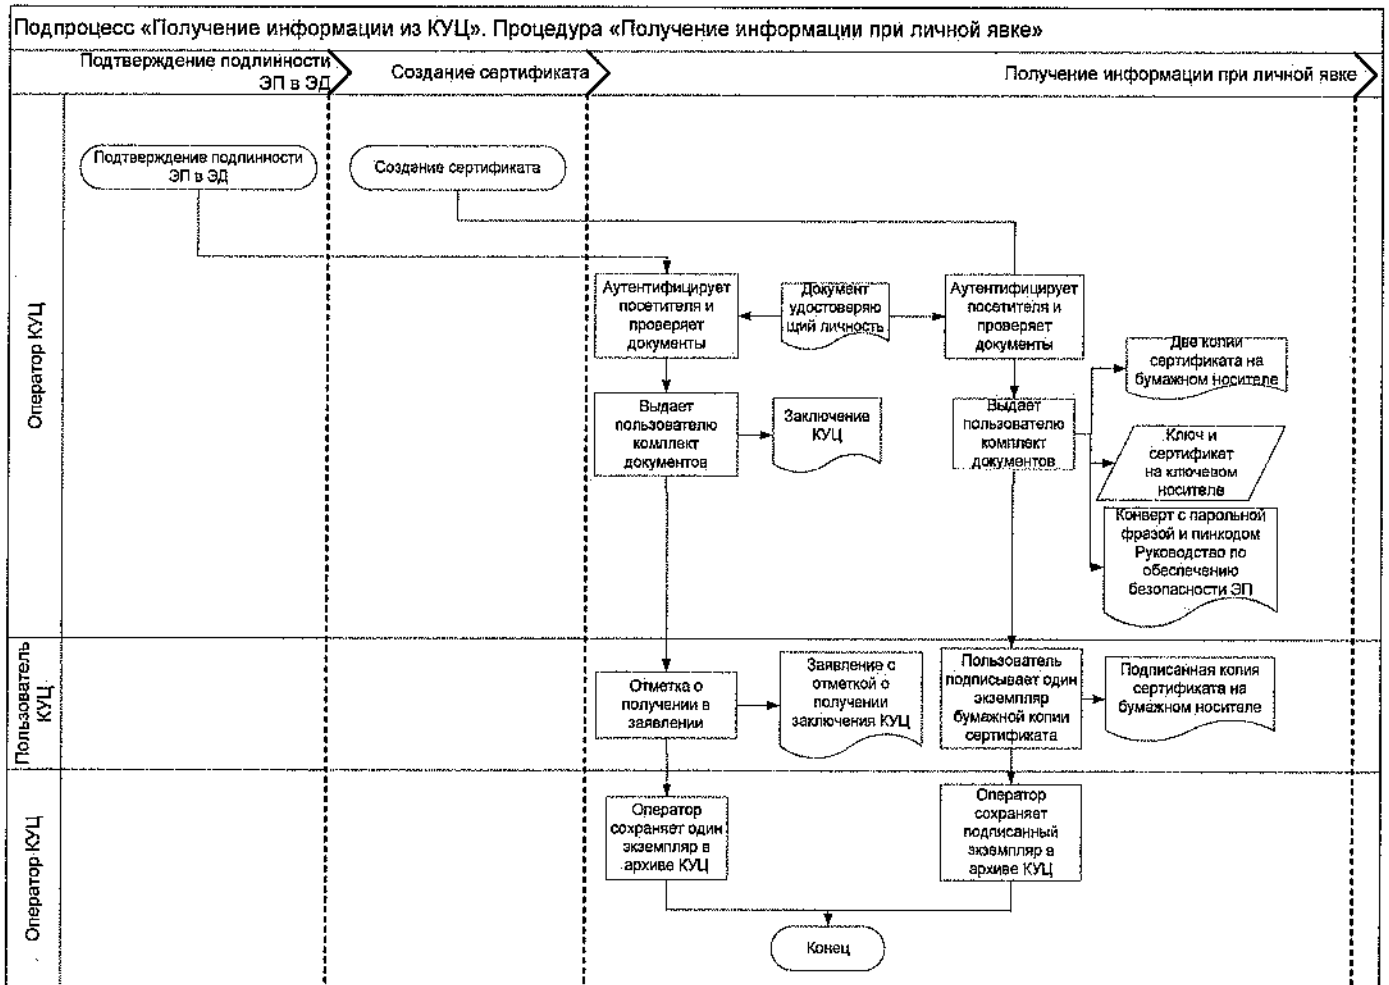 Подпроцесс «Получение информации из КУЦ». Процедура «Получение информации при личной явке»
Подтверждение подлинности
ЭП в ЭД
Создание сертификата
Получение информации при личной явке
Оператор КУЦ
Подтверждение подлинности
ЭП в ЭД
Создание сертификата
Аутентифицирует
посетителя и
проверяет
документы
Документ
удостоверяю
щий личность
Аутентифицирует
посетителя и
проверяет
документы
Две копии
сертификата на
бумажном носителе
Выдает
пользователю
комплект
документов
Заключение
КУЦ
Выдает
пользователю
комплект
документов
Ключ и
сертификат
на ключевом
носителе
Конверт с парольной
фразой и пинкодом
Руководство по
обеспечению
безопасности ЭП
Пользователь
КУЦ
Отметка о
получении в
заявлении
Заявление с
отметкой о
получении
заключения КУЦ
Пользователь
подписывает один
экземпляр
бумажной копии
сертификата
Подписанная копия
сертификата на
бумажном носителе
Оператор КУЦ
Оператор
сохраняет один
экземпляр в
архиве КУЦ
Оператор
сохраняет
подписанный
экземпляр в
архиве КУЦ
Конец